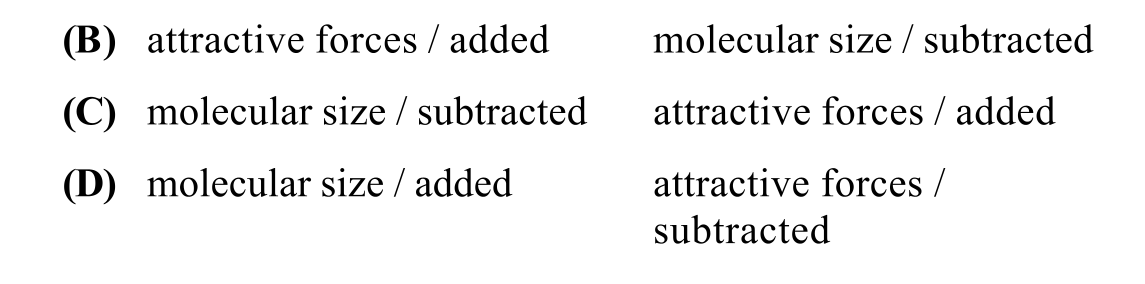 (B) attractive forces / added molecular size / subtracted
(C) molecular size / subtracted attractive forces / added
(D) molecular size / added attractive forces /
subtracted